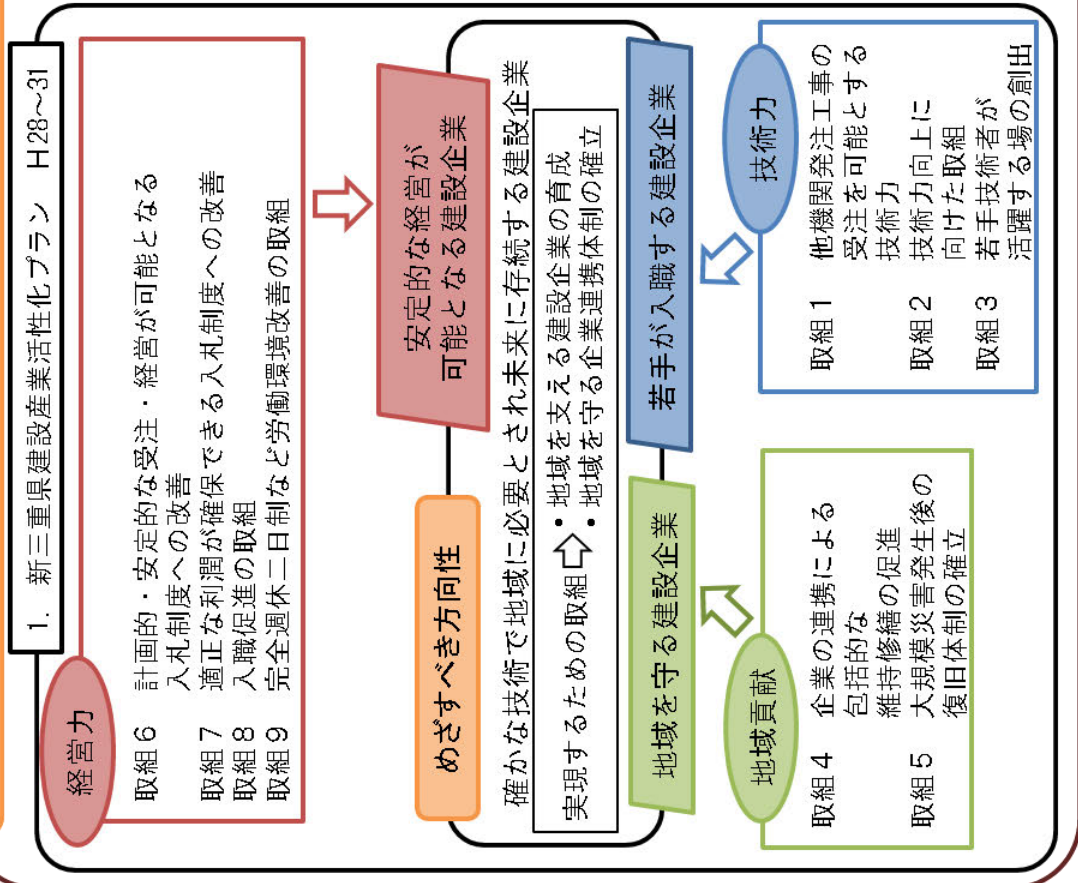 1. 新三重県建設産業活性化プラン H28～31
経営力
取組6 計画的・安定的な受注・経営が可能となる
入札制度への改善
取組7 適正な利潤が確保できる入札制度への改善
取組8 入職促進の取組
取組9 完全週休二日制など労働環境改善の取組
安定的な経営が
可能となる建設企業
めざすべき方向性
確かな技術で地域に必要とされ未来に存続する建設企業
実現するための取組 ・地域を支える建設企業の育成
・地域を守る企業連携体制の確立
地域を守る建設企業
若手が入職する建設企業
地域貢献
取組4 企業の連携による
包括的な
維持修繕の促進
取組5 大規模災害発生後の
復旧体制の確立
技術力
取組1 他機関発注工事の
受注を可能とする
技術力
取組2 技術力向上に
向けた取組
取組3 若手技術者が
活躍する場の創出